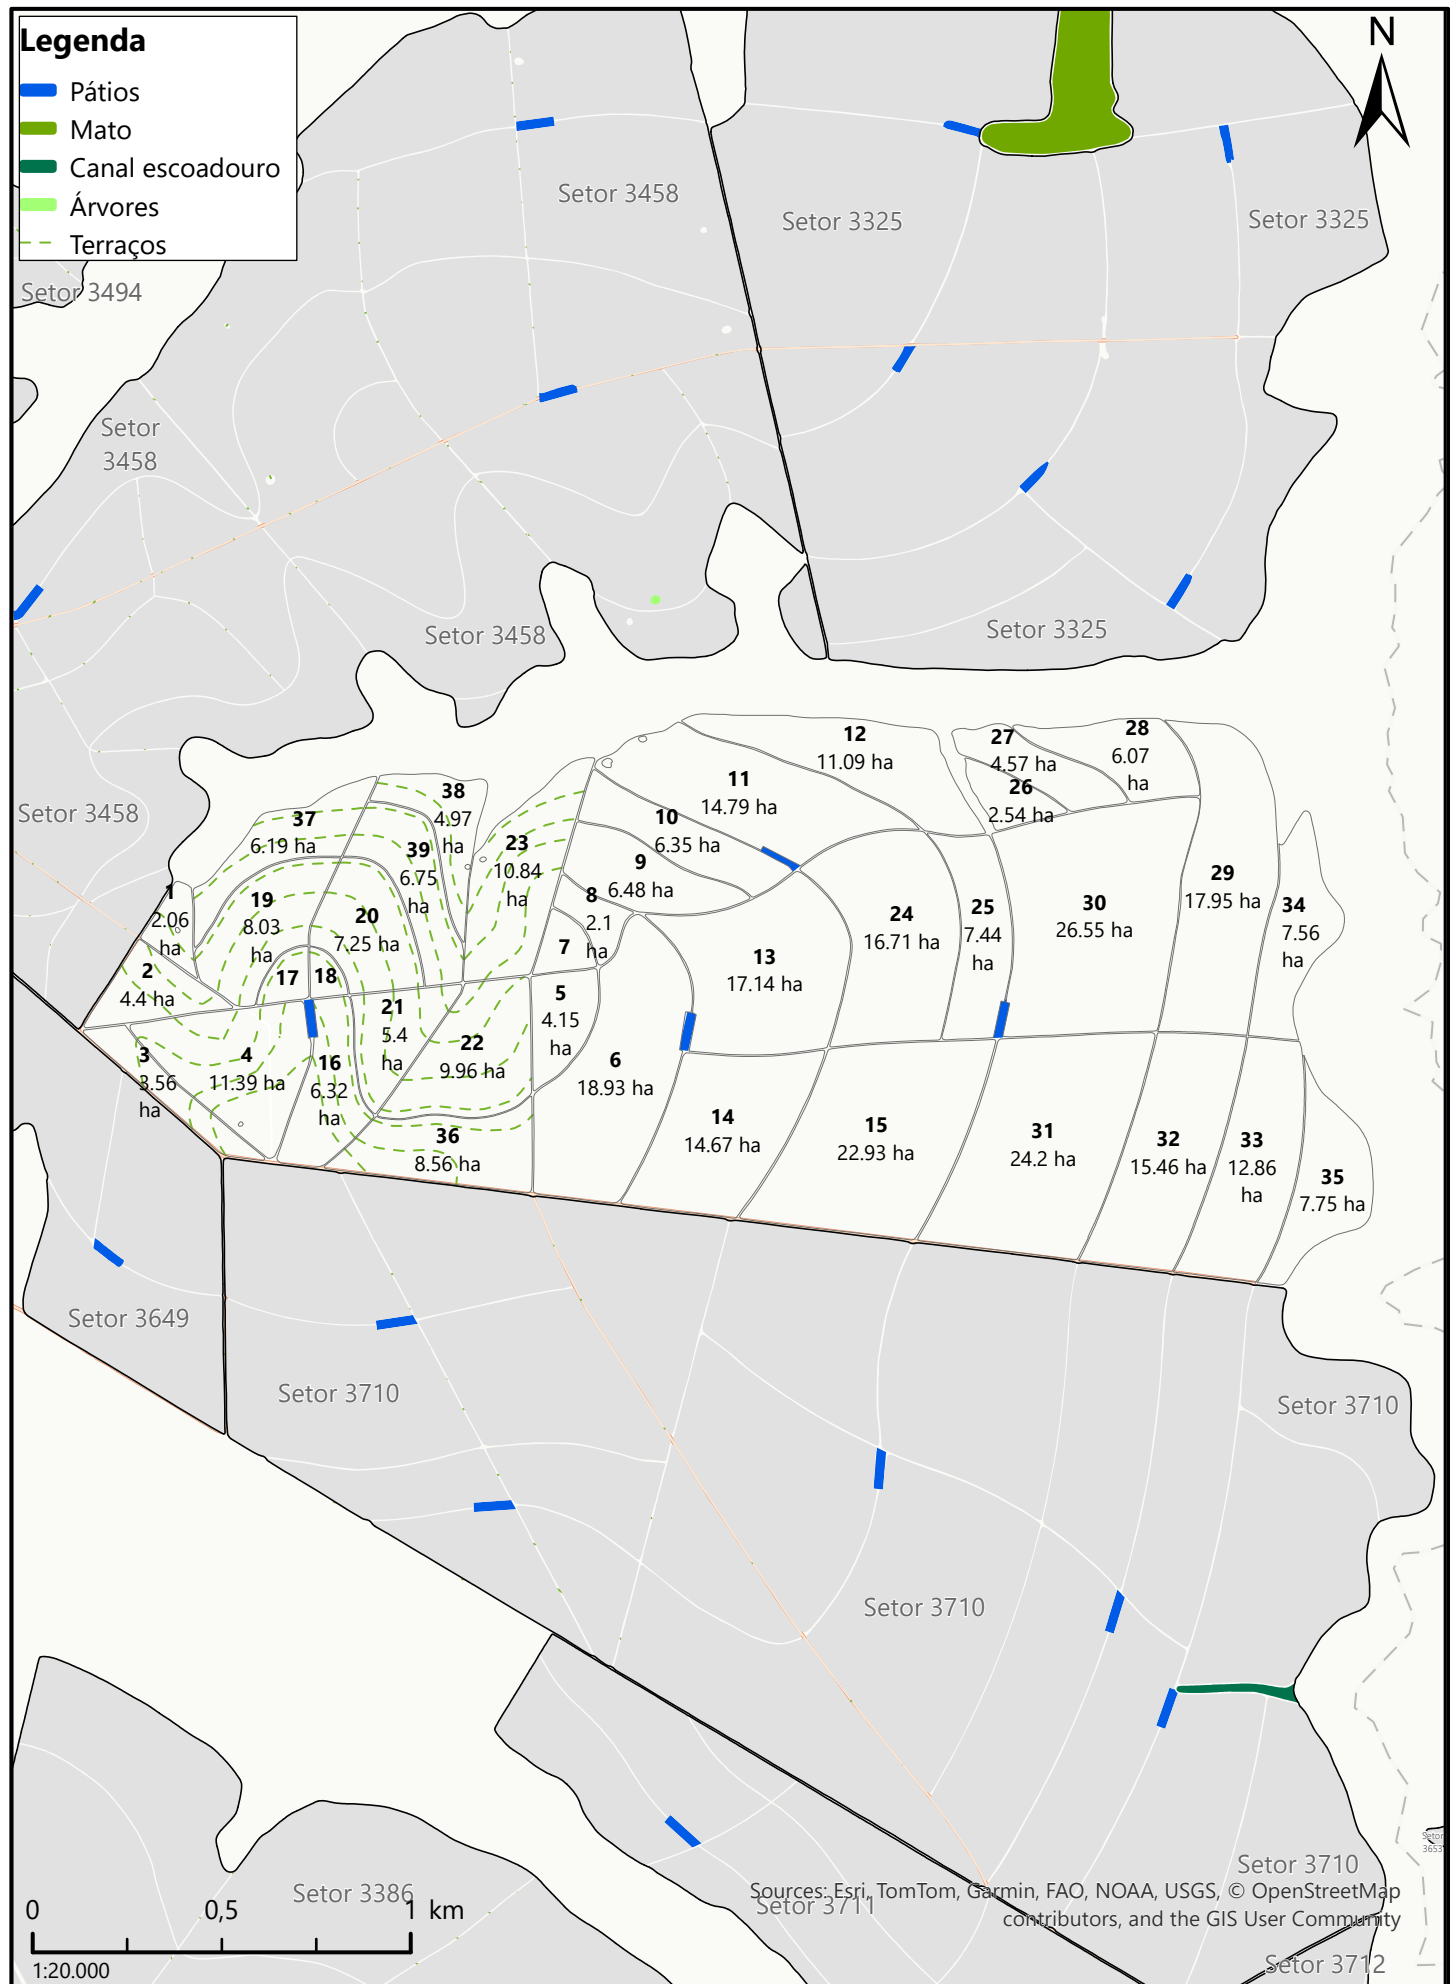 Legenda
Pátios
Mato
Canal escoadouro
Árvores
Terraços
N
Setor 3458
Setor 3325
Setor 3325
Setor 3494
Setor
3458
Setor 3458
Setor 3325
Setor 3458
12
11.09 ha
27
4.57 ha
28
6.07
ha
26
2.54 ha
11
14.79 ha
10
6.35 ha
38
4.97
ha
37
6.19 ha
39
6.75
ha
23
10.84
ha
9
6.48 ha
8
2.1
ha
29
17.95 ha
1
2.06
ha
19
8.03
ha
20
7.25 ha
24
16.71 ha
25
7.44
ha
30
26.55 ha
34
7.56
ha
7
13
17.14 ha
2
4.4 ha
17
18
5
4.15
ha
21
5.4
ha
22
9.96 ha
3
3.56
ha
4
11.39 ha
16
6.32
ha
6
18.93 ha
14
14.67 ha
15
22.93 ha
31
24.2 ha
32
15.46 ha
33
12.86
ha
36
8.56 ha
35
7.75 ha
Setor 3649
Setor 3710
Setor 3710
Setor 3710
Setor
3653
Setor 3710
Setor 3386
Setor 3711
Sources: Esri, TomTom, Garmin, FAO, NOAA, USGS, © OpenStreetMap
contributors, and the GIS User Community
Setor 3712
0 0,5 1 km
1:20.000